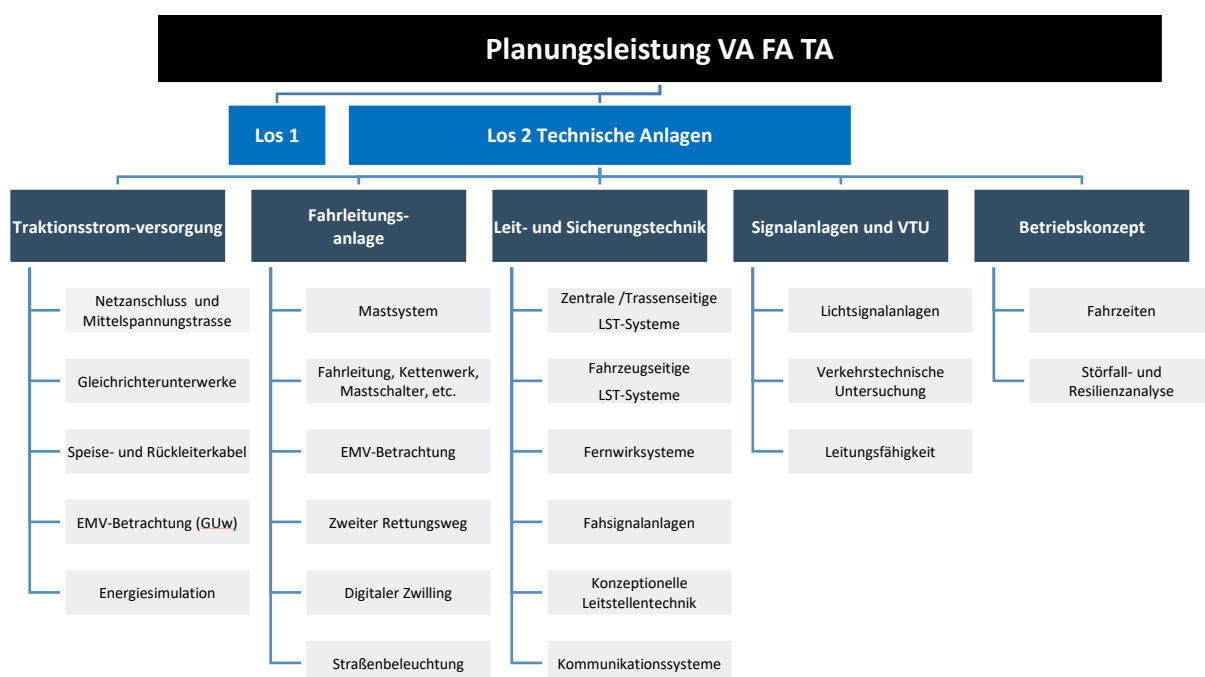 Planungsleistung VA FA TA
Los 1
Los 2 Technische Anlagen
Traktionsstrom-versorgung
Netzanschluss und
Mittelspannungstrasse
Gleichrichterunterwerke
Speise- und Rückleiterkabel
EMV-Betrachtung (GUw)
Energiesimulation
Fahrleitungs-
anlage
Mastsystem
Fahrleitung, Kettenwerk,
Mastschalter, etc.
EMV-Betrachtung
Zweiter Rettungsweg
Digitaler Zwilling
Straßenbeleuchtung
Leit- und Sicherungstechnik
Zentrale /Trassenseitige
LST-Systeme
Fahrzeugseitige
LST-Systeme
Fernwirksysteme
Fahsignalanlagen
Konzeptionelle
Leitstellentechnik
Kommunikationssysteme
Signalanlagen und VTU
Lichtsignalanlagen
Verkehrstechnische
Untersuchung
Leitungsfähigkeit
Betriebskonzept
Fahrzeiten
Störfall- und
Resilienzanalyse